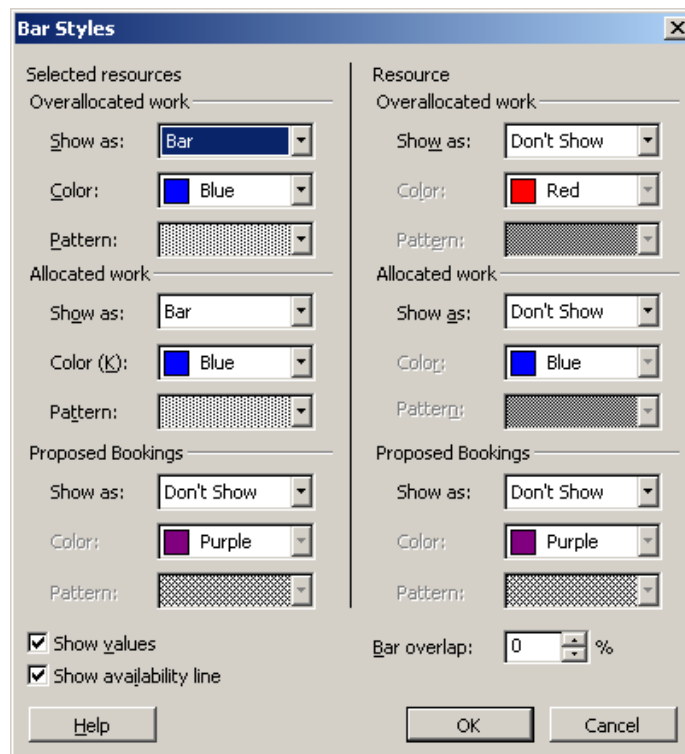 Bar Styles
Selected resources
Overallocated work
Show as: Bar
Color: Blue
Pattern:
Allocated work
Show as: Bar
Color (K): Blue
Pattern:
Proposed Bookings
Show as: Don't Show
Color: Purple
Pattern:
Resource
Overallocated work
Show as: Don't Show
Color: Red
Pattern:
Allocated work
Show as: Don't Show
Color: Blue
Pattern:
Proposed Bookings
Show as: Don't Show
Color: Purple
Pattern:
Show values
Show availability line
Bar overlap: 0 %
Help
OK
Cancel